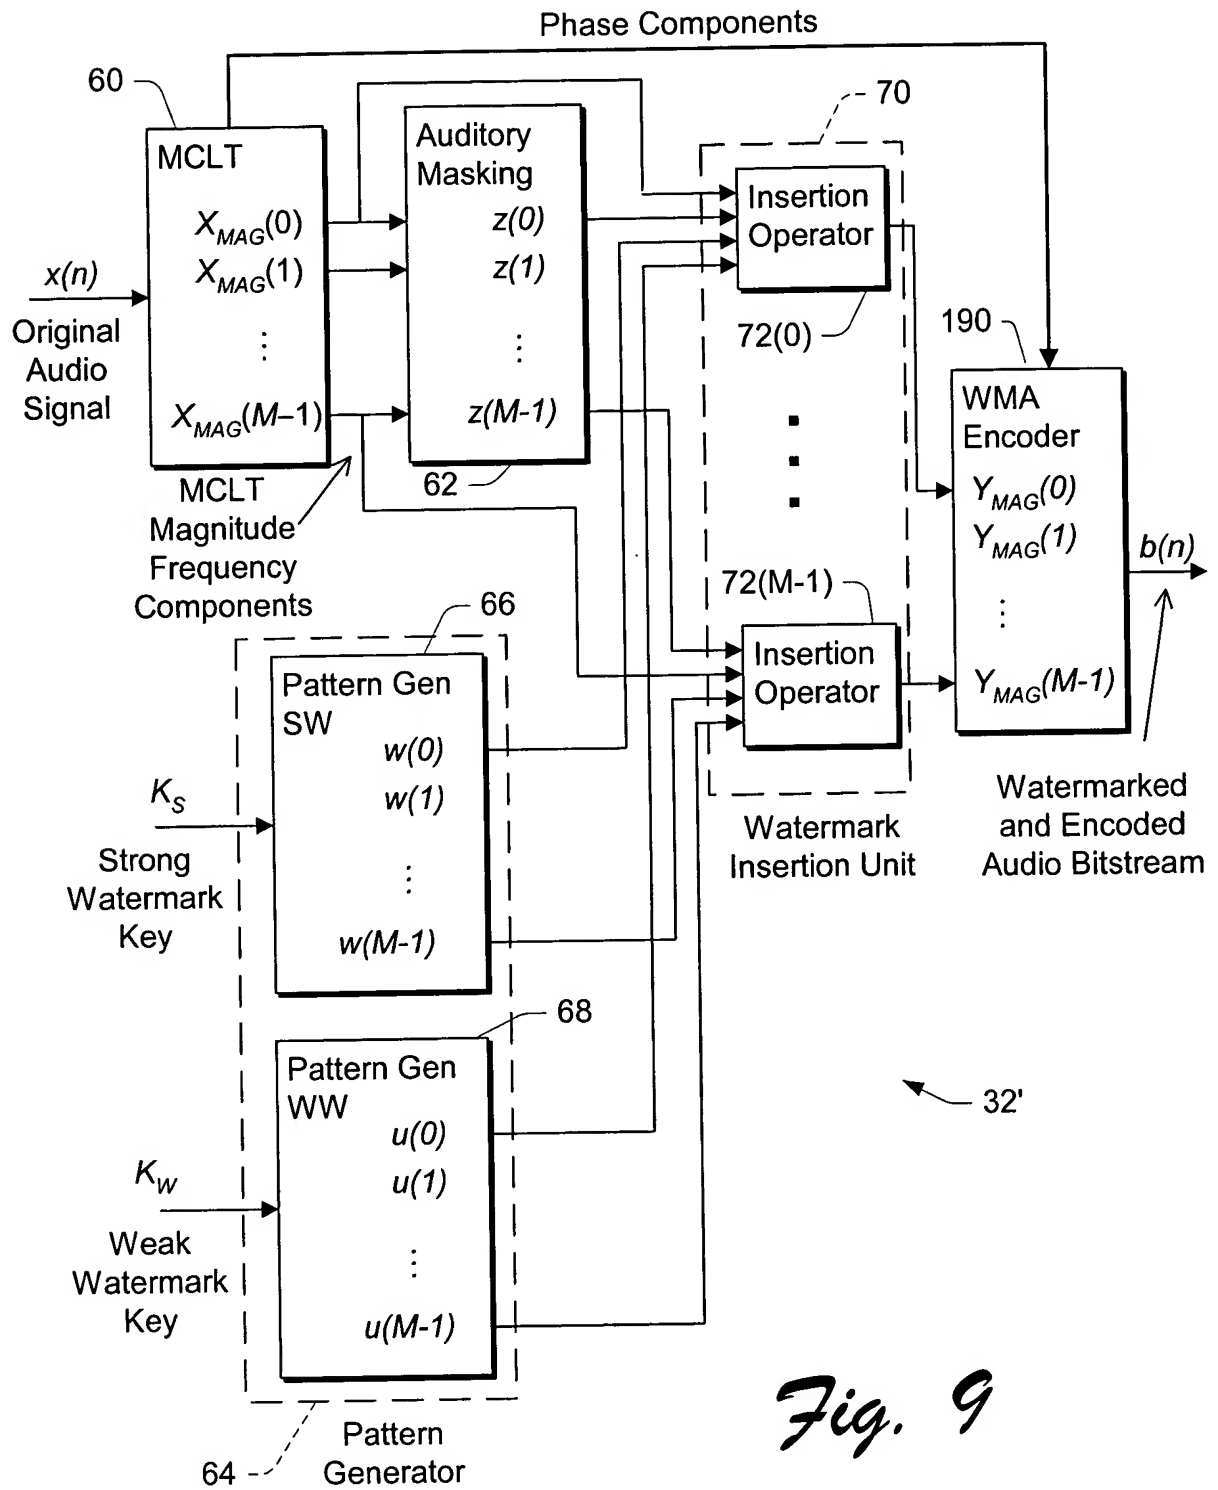 Phase Components
60
70
MCLT
X_MAG(0)
X_MAG(1)
⋮
X_MAG(M–1)
Auditory
Masking
z(0)
z(1)
⋮
z(M-1)
62
Insertion
Operator
72(0)
x(n)
Original
Audio
Signal
190
WMA
Encoder
Y_MAG(0)
Y_MAG(1)
⋮
Y_MAG(M-1)
b(n)
MCLT
Magnitude
Frequency
Components
72(M-1)
Insertion
Operator
66
Pattern Gen
SW
w(0)
w(1)
⋮
w(M-1)
K_S
Strong
Watermark
Key
Watermark
Insertion Unit
Watermarked
and Encoded
Audio Bitstream
68
Pattern Gen
WW
u(0)
u(1)
⋮
u(M-1)
K_W
Weak
Watermark
Key
32'
64
Pattern
Generator
Fig. 9